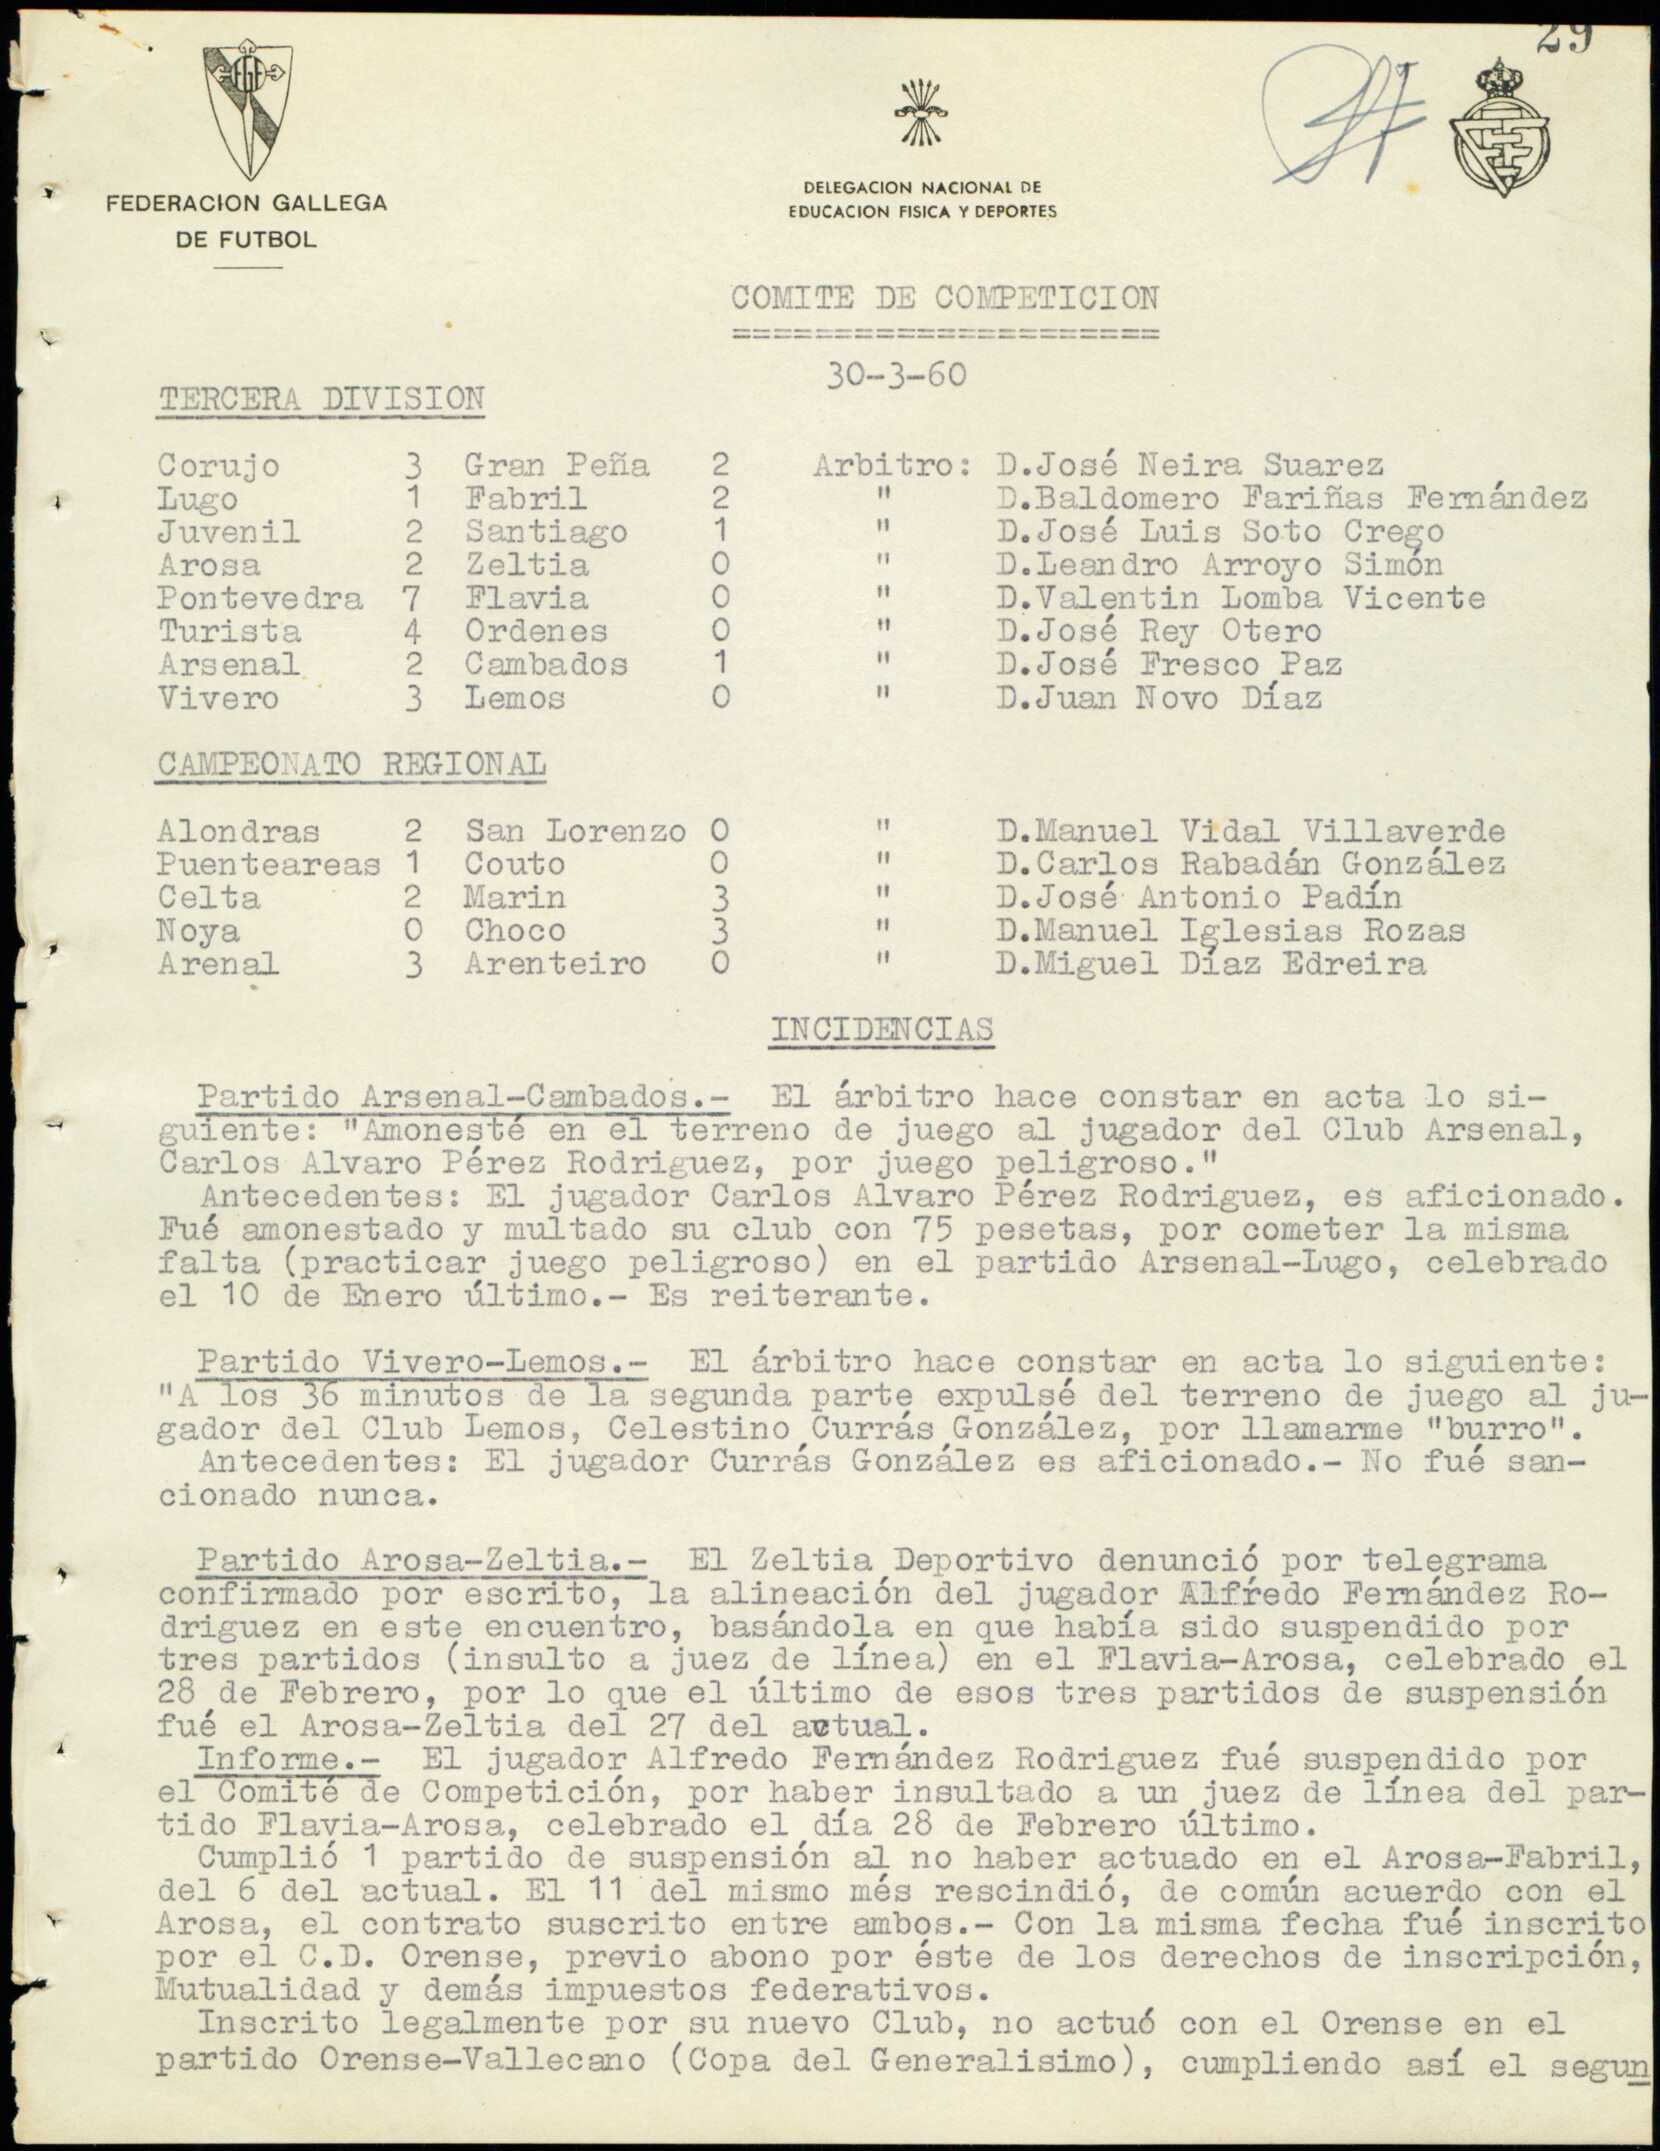 29
FEDERACION GALLEGA
DE FUTBOL
DELEGACION NACIONAL DE
EDUCACION FISICA Y DEPORTES
COMITE DE COMPETICION
=====================
30-3-60
TERCERA DIVISION
Corujo 3 Gran Peña 2 Arbitro: D.José Neira Suarez
Lugo 1 Fabril 2 " D.Baldomero Fariñas Fernández
Juvenil 2 Santiago 1 " D.José Luis Soto Crego
Arosa 2 Zeltia 0 " D.Leandro Arroyo Simón
Pontevedra 7 Flavia 0 " D.Valentin Lomba Vicente
Turista 4 Ordenes 0 " D.José Rey Otero
Arsenal 2 Cambados 1 " D.José Fresco Paz
Vivero 3 Lemos 0 " D.Juan Novo Díaz
CAMPEONATO REGIONAL
Alondras 2 San Lorenzo 0 " D.Manuel Vidal Villaverde
Puenteareas 1 Couto 0 " D.Carlos Rabadán González
Celta 2 Marin 3 " D.José Antonio Padín
Noya 0 Choco 3 " D.Manuel Iglesias Rozas
Arenal 3 Arenteiro 0 " D.Miguel Díaz Edreira
INCIDENCIAS
Partido Arsenal-Cambados.- El árbitro hace constar en acta lo si-
guiente: "Amonesté en el terreno de juego al jugador del Club Arsenal,
Carlos Alvaro Pérez Rodriguez, por juego peligroso."
Antecedentes: El jugador Carlos Alvaro Pérez Rodriguez, es aficionado.
Fué amonestado y multado su club con 75 pesetas, por cometer la misma
falta (practicar juego peligroso) en el partido Arsenal-Lugo, celebrado
el 10 de Enero último.- Es reiterante.
Partido Vivero-Lemos.- El árbitro hace constar en acta lo siguiente:
"A los 36 minutos de la segunda parte expulsé del terreno de juego al ju-
gador del Club Lemos, Celestino Currás González, por llamarme "burro".
Antecedentes: El jugador Currás González es aficionado.- No fué san-
cionado nunca.
Partido Arosa-Zeltia.- El Zeltia Deportivo denunció por telegrama
confirmado por escrito, la alineación del jugador Alfredo Fernández Ro-
driguez en este encuentro, basándola en que había sido suspendido por
tres partidos (insulto a juez de línea) en el Flavia-Arosa, celebrado el
28 de Febrero, por lo que el último de esos tres partidos de suspensión
fué el Arosa-Zeltia del 27 del actual.
Informe.- El jugador Alfredo Fernández Rodriguez fué suspendido por
el Comité de Competición, por haber insultado a un juez de línea del par-
tido Flavia-Arosa, celebrado el día 28 de Febrero último.
Cumplió 1 partido de suspensión al no haber actuado en el Arosa-Fabril,
del 6 del actual. El 11 del mismo més rescindió, de común acuerdo con el
Arosa, el contrato suscrito entre ambos.- Con la misma fecha fué inscrito
por el C.D. Orense, previo abono por éste de los derechos de inscripción,
Mutualidad y demás impuestos federativos.
Inscrito legalmente por su nuevo Club, no actuó con el Orense en el
partido Orense-Vallecano (Copa del Generalisimo), cumpliendo así el segun